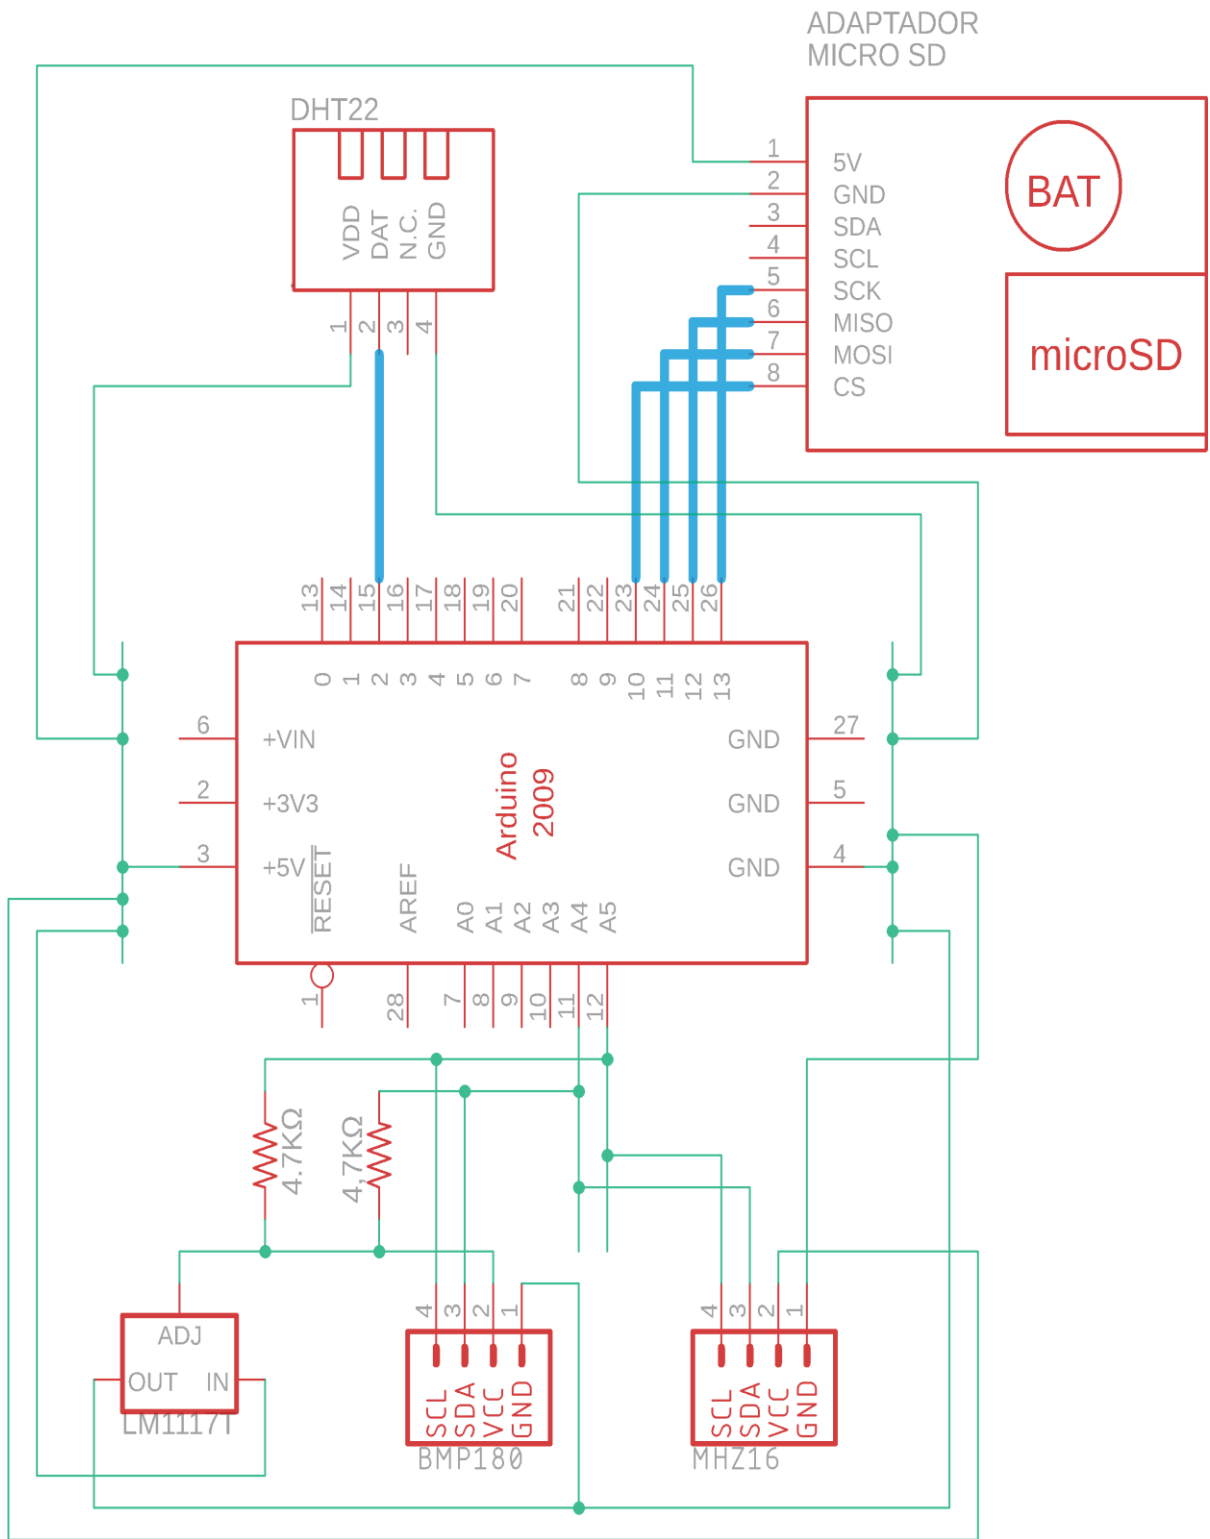 ADAPTADOR
MICRO SD
DHT22
VDD
DAT
N.C.
GND
1
2
3
4
1
2
3
4
5
6
7
8
5V
GND
SDA
SCL
SCK
MISO
MOSI
CS
BAT
microSD
13
14
15
16
17
18
19
20
21
22
23
24
25
26
0
1
2
3
4
5
6
7
8
9
10
11
12
13
6
+VIN
2
+3V3
3
+5V
Arduino
2009
GND
27
GND
5
GND
4
RESET
AREF
A0
A1
A2
A3
A4
A5
1
28
7
8
9
10
11
12
4.7KΩ
4,7KΩ
ADJ
OUT
IN
LM1117T
4
3
2
1
SCL
SDA
VCC
GND
BMP180
4
3
2
1
SCL
SDA
VCC
GND
MHZ16